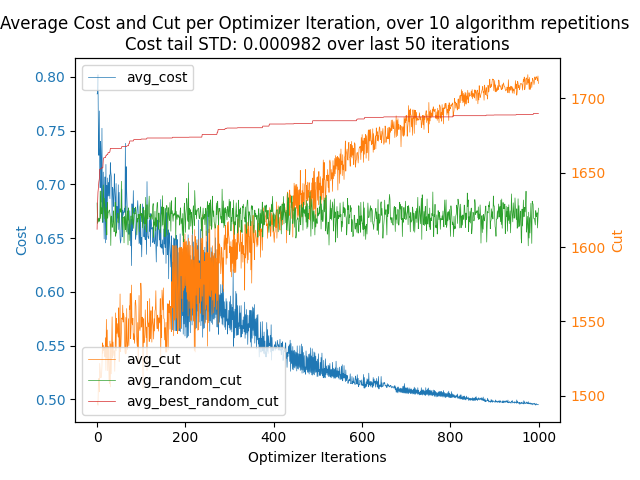 Average Cost and Cut per Optimizer Iteration, over 10 algorithm repetitions
Cost tail STD: 0.000982 over last 50 iterations
avg_cost
0.80
0.75
0.70
0.65
0.60
0.55
0.50
Cost
1700
1650
1600
1550
1500
Cut
avg_cut
avg_random_cut
avg_best_random_cut
0
200
400
600
800
1000
Optimizer Iterations